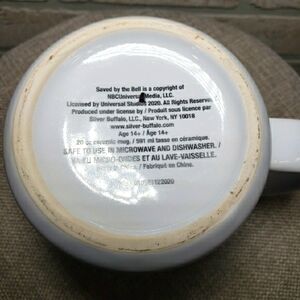 Saved by the Bell is a copyright of
NBCUniversal Media, LLC.
Licensed by Universal Studios 2020. All Rights Reserved.
Produced under license by / Produit sous licence par
Silver Buffalo, LLC., New York, NY 10018
www.silver-buffalo.com
Age 14+ / Âge 14+
20 oz ceramic mug. / 591 ml tasse en céramique.
SAFE TO USE IN MICROWAVE AND DISHWASHER. /
MICRO-ONDES ET AU LAVE-VAISSELLE.
/ Fabriqué en Chine.